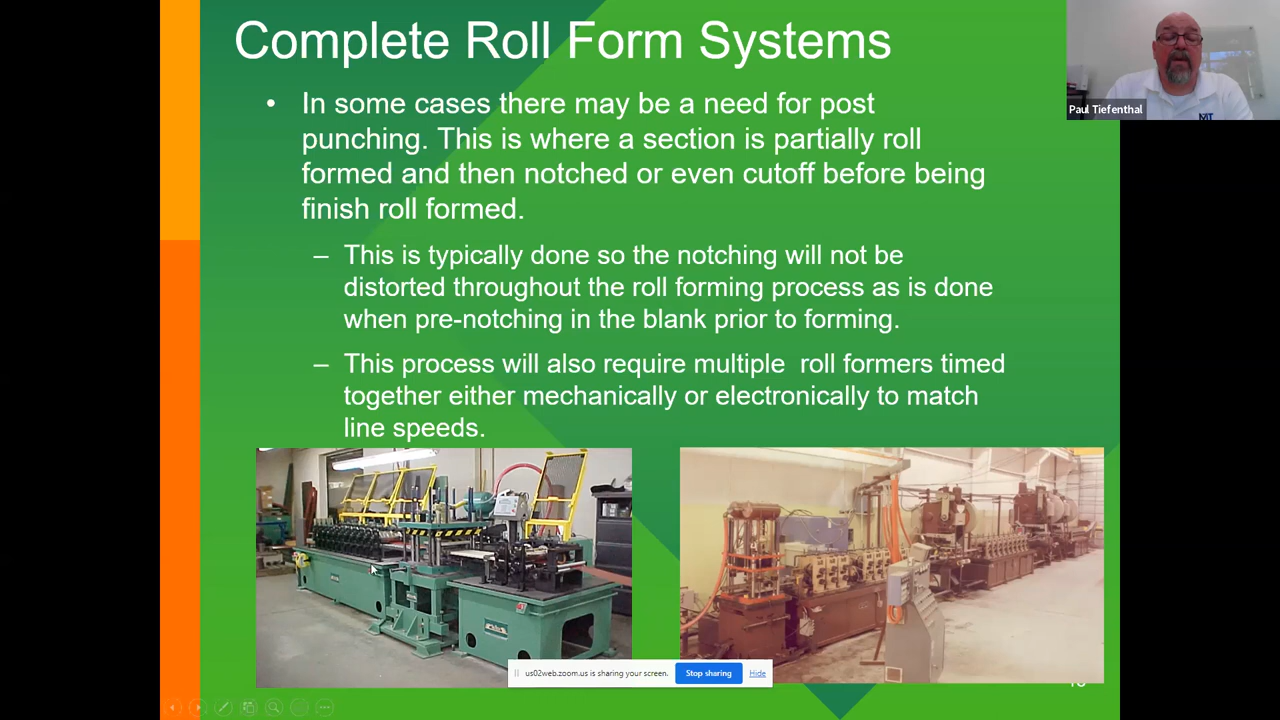 Complete Roll Form Systems
• In some cases there may be a need for post
punching. This is where a section is partially roll
formed and then notched or even cutoff before being
finish roll formed.
– This is typically done so the notching will not be
distorted throughout the roll forming process as is done
when pre-notching in the blank prior to forming.
– This process will also require multiple roll formers timed
together either mechanically or electronically to match
line speeds.
Paul Tiefenthal
us02web.zoom.us is sharing your screen.
Stop sharing
Hide